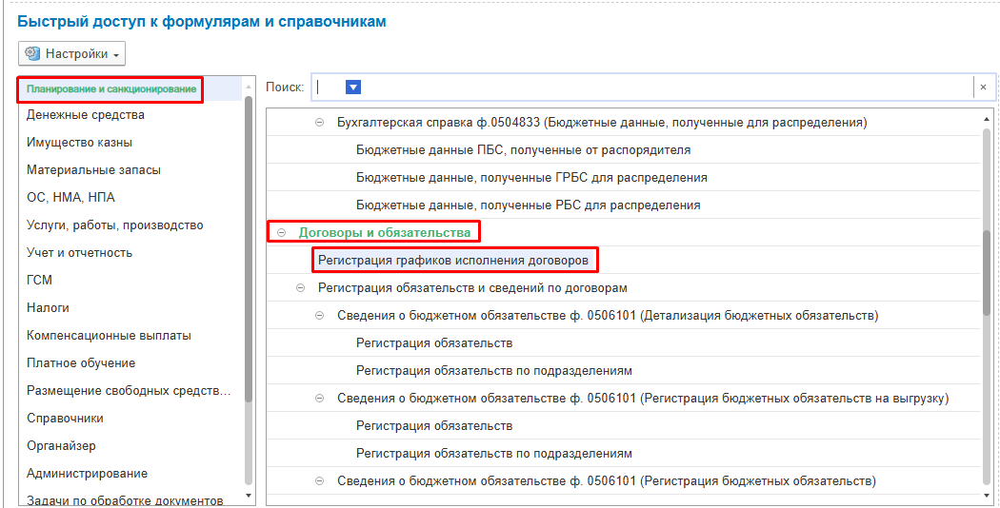 Быстрый доступ к формулярам и справочникам
Настройки
Планирование и санкционирование
Денежные средства
Имущество казны
Материальные запасы
ОС, НМА, НПА
Услуги, работы, производство
Учет и отчетность
ГСМ
Налоги
Компенсационные выплаты
Платное обучение
Размещение свободных средств...
Справочники
Органайзер
Администрирование
Задачи по обработке документов
Поиск:
Бухгалтерская справка ф.0504833 (Бюджетные данные, полученные для распределения)
Бюджетные данные ПБС, полученные от распорядителя
Бюджетные данные, полученные ГРБС для распределения
Бюджетные данные, полученные РБС для распределения
Договоры и обязательства
Регистрация графиков исполнения договоров
Регистрация обязательств и сведений по договорам
Сведения о бюджетном обязательстве ф. 0506101 (Детализация бюджетных обязательств)
Регистрация обязательств
Регистрация обязательств по подразделениям
Сведения о бюджетном обязательстве ф. 0506101 (Регистрация бюджетных обязательств на выгрузку)
Регистрация обязательств
Регистрация обязательств по подразделениям
Сведения о бюджетном обязательстве ф. 0506101 (Регистрация бюджетных обязательств)